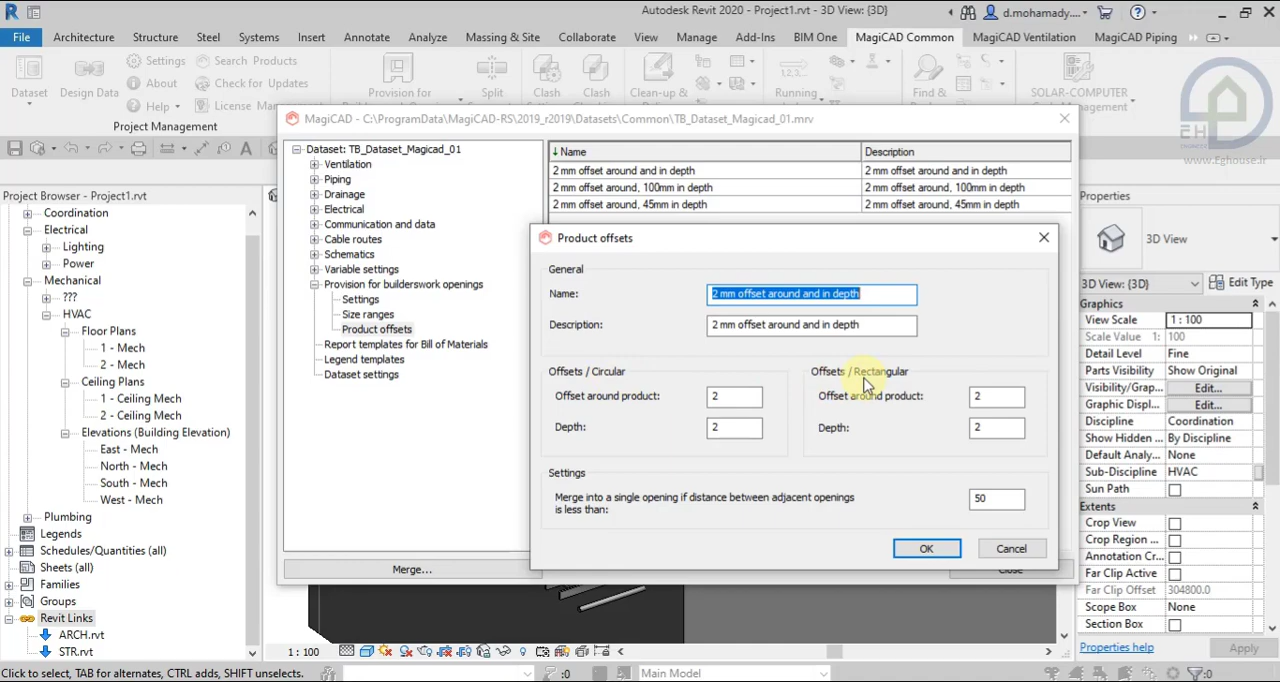 Autodesk Revit 2020 - Project1.rvt - 3D View: {3D}
d.mohamady....
File Architecture Structure Steel Systems Insert Annotate Analyze Massing & Site Collaborate View Manage Add-Ins BIM One MagiCAD Common MagiCAD Ventilation MagiCAD Piping
Dataset
Design Data
Settings
About
Help
Search Products
Check for Updates
License
Project Management
Provision for
Split
Clash
Clash
Clean-up &
Running
Find &
SOLAR-COMPUTER
EH
www.Eghouse.ir
MagiCAD - C:\ProgramData\MagiCAD-RS\2019_r2019\Datasets\Common\TB_Dataset_Magicad_01.mrv
Dataset: TB_Dataset_Magicad_01
Ventilation
Piping
Drainage
Electrical
Communication and data
Cable routes
Schematics
Variable settings
Provision for builderswork openings
Settings
Size ranges
Product offsets
Report templates for Bill of Materials
Legend templates
Dataset settings
Merge...
Close
Name Description
2 mm offset around and in depth 2 mm offset around and in depth
2 mm offset around, 100mm in depth 2 mm offset around, 100mm in depth
2 mm offset around, 45mm in depth 2 mm offset around, 45mm in depth
Product offsets
General
Name: 2 mm offset around and in depth
Description: 2 mm offset around and in depth
Offsets / Circular
Offset around product: 2
Depth: 2
Offsets / Rectangular
Offset around product: 2
Depth: 2
Settings
Merge into a single opening if distance between adjacent openings
is less than: 50
OK Cancel
Project Browser - Project1.rvt
Coordination
Electrical
Lighting
Power
Mechanical
???
HVAC
Floor Plans
1 - Mech
2 - Mech
Ceiling Plans
1 - Ceiling Mech
2 - Ceiling Mech
Elevations (Building Elevation)
East - Mech
North - Mech
South - Mech
West - Mech
Plumbing
Legends
Schedules/Quantities (all)
Sheets (all)
Families
Groups
Revit Links
ARCH.rvt
STR.rvt
Properties
3D View
3D View: {3D} Edit Type
Graphics
View Scale 1 : 100
Scale Value 1: 100
Detail Level Fine
Parts Visibility Show Original
Visibility/Grap... Edit...
Graphic Displ... Edit...
Discipline Coordination
Show Hidden ... By Discipline
Default Analy... None
Sub-Discipline HVAC
Sun Path
Extents
Crop View
Crop Region ...
Annotation Cr...
Far Clip Active
Far Clip Offset 304800.0
Scope Box None
Section Box
Properties help Apply
1 : 100
Click to select, TAB for alternates, CTRL adds, SHIFT unselects.
:0
Main Model
:0